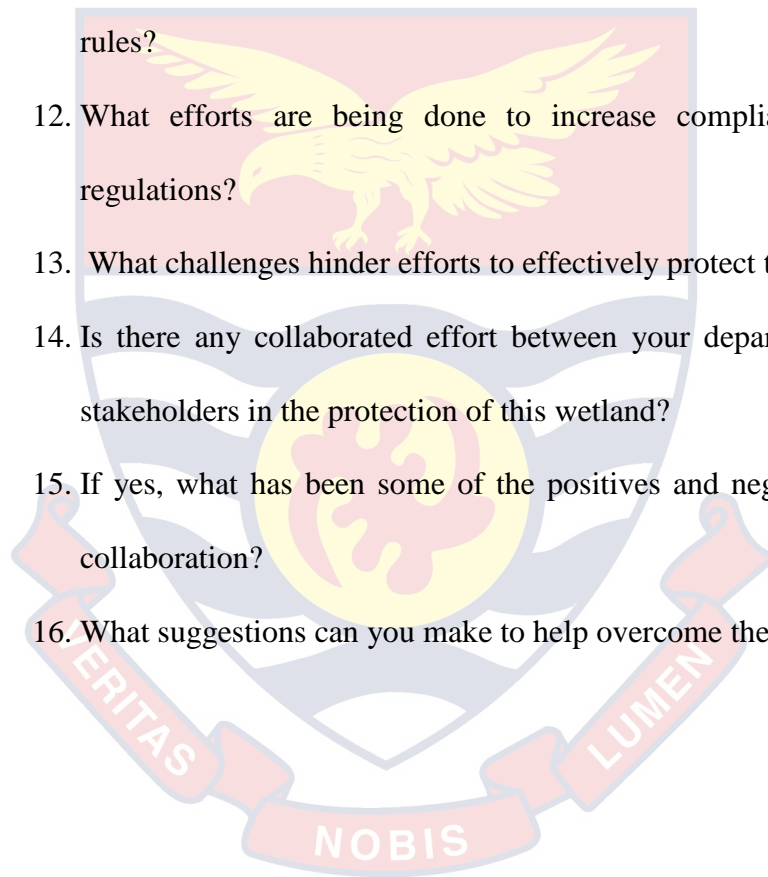 rules?
12. What efforts are being done to increase complia
regulations?
13. What challenges hinder efforts to effectively protect t
14. Is there any collaborated effort between your depar
stakeholders in the protection of this wetland?
15. If yes, what has been some of the positives and neg
collaboration?
16. What suggestions can you make to help overcome the
VERITAS
NOBIS
LUMEN